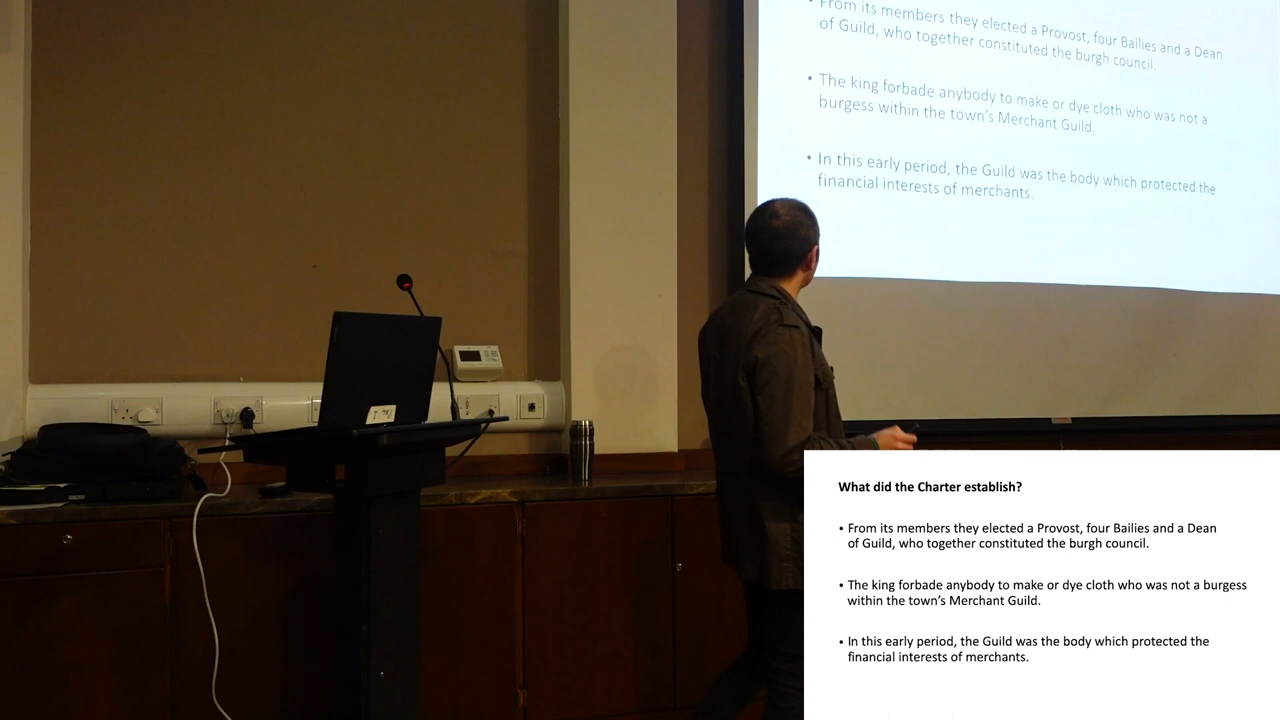 • From its members they elected a Provost, four Bailies and a Dean
of Guild, who together constituted the burgh council.
• The king forbade anybody to make or dye cloth who was not a
burgess within the town’s Merchant Guild.
• In this early period, the Guild was the body which protected the
financial interests of merchants.
What did the Charter establish?
• From its members they elected a Provost, four Bailies and a Dean
of Guild, who together constituted the burgh council.
• The king forbade anybody to make or dye cloth who was not a burgess
within the town’s Merchant Guild.
• In this early period, the Guild was the body which protected the
financial interests of merchants.